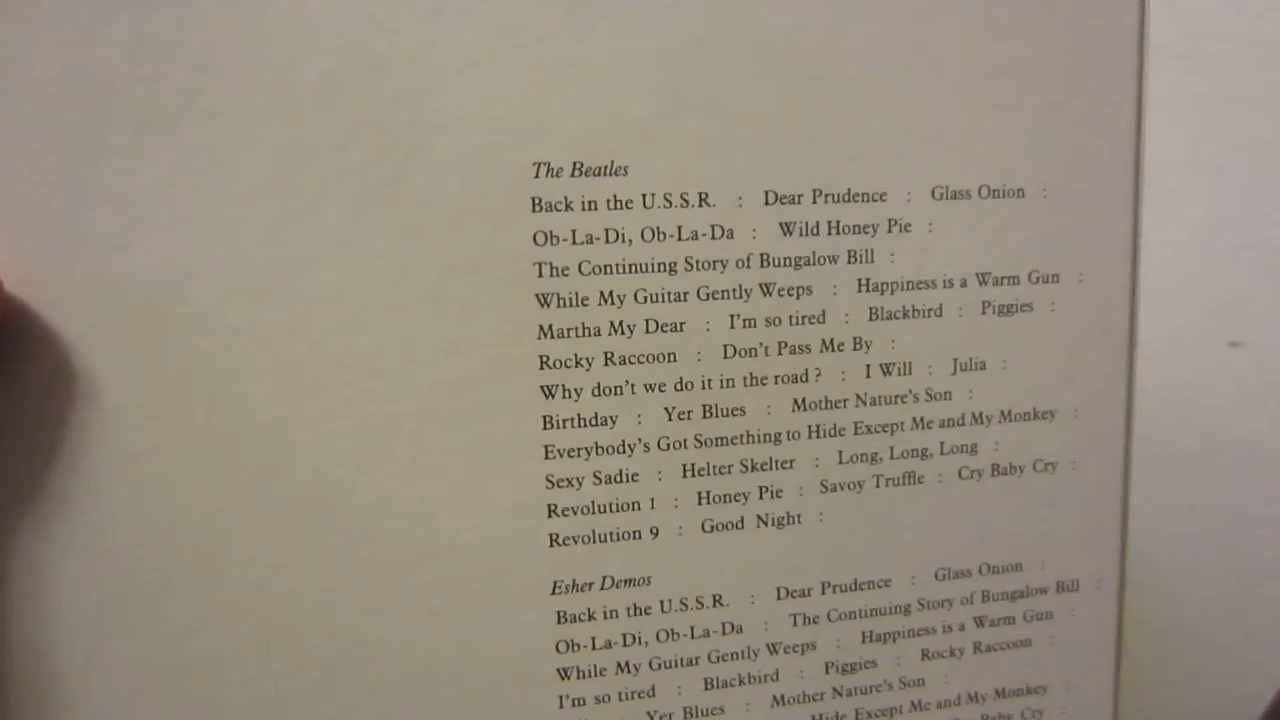 The Beatles
Back in the U.S.S.R. : Dear Prudence : Glass Onion :
Ob-La-Di, Ob-La-Da : Wild Honey Pie :
The Continuing Story of Bungalow Bill :
While My Guitar Gently Weeps : Happiness is a Warm Gun :
Martha My Dear : I'm so tired : Blackbird : Piggies :
Rocky Raccoon : Don't Pass Me By :
Why don't we do it in the road? : I Will : Julia :
Birthday : Yer Blues : Mother Nature's Son :
Everybody's Got Something to Hide Except Me and My Monkey :
Sexy Sadie : Helter Skelter : Long, Long, Long :
Revolution 1 : Honey Pie : Savoy Truffle : Cry Baby Cry :
Revolution 9 : Good Night :
Esher Demos
Back in the U.S.S.R. : Dear Prudence : Glass Onion :
Ob-La-Di, Ob-La-Da : The Continuing Story of Bungalow Bill :
While My Guitar Gently Weeps : Happiness is a Warm Gun :
I'm so tired : Blackbird : Piggies : Rocky Raccoon :
Yer Blues : Mother Nature's Son :
Hide Except Me and My Monkey :
Baby Cry :